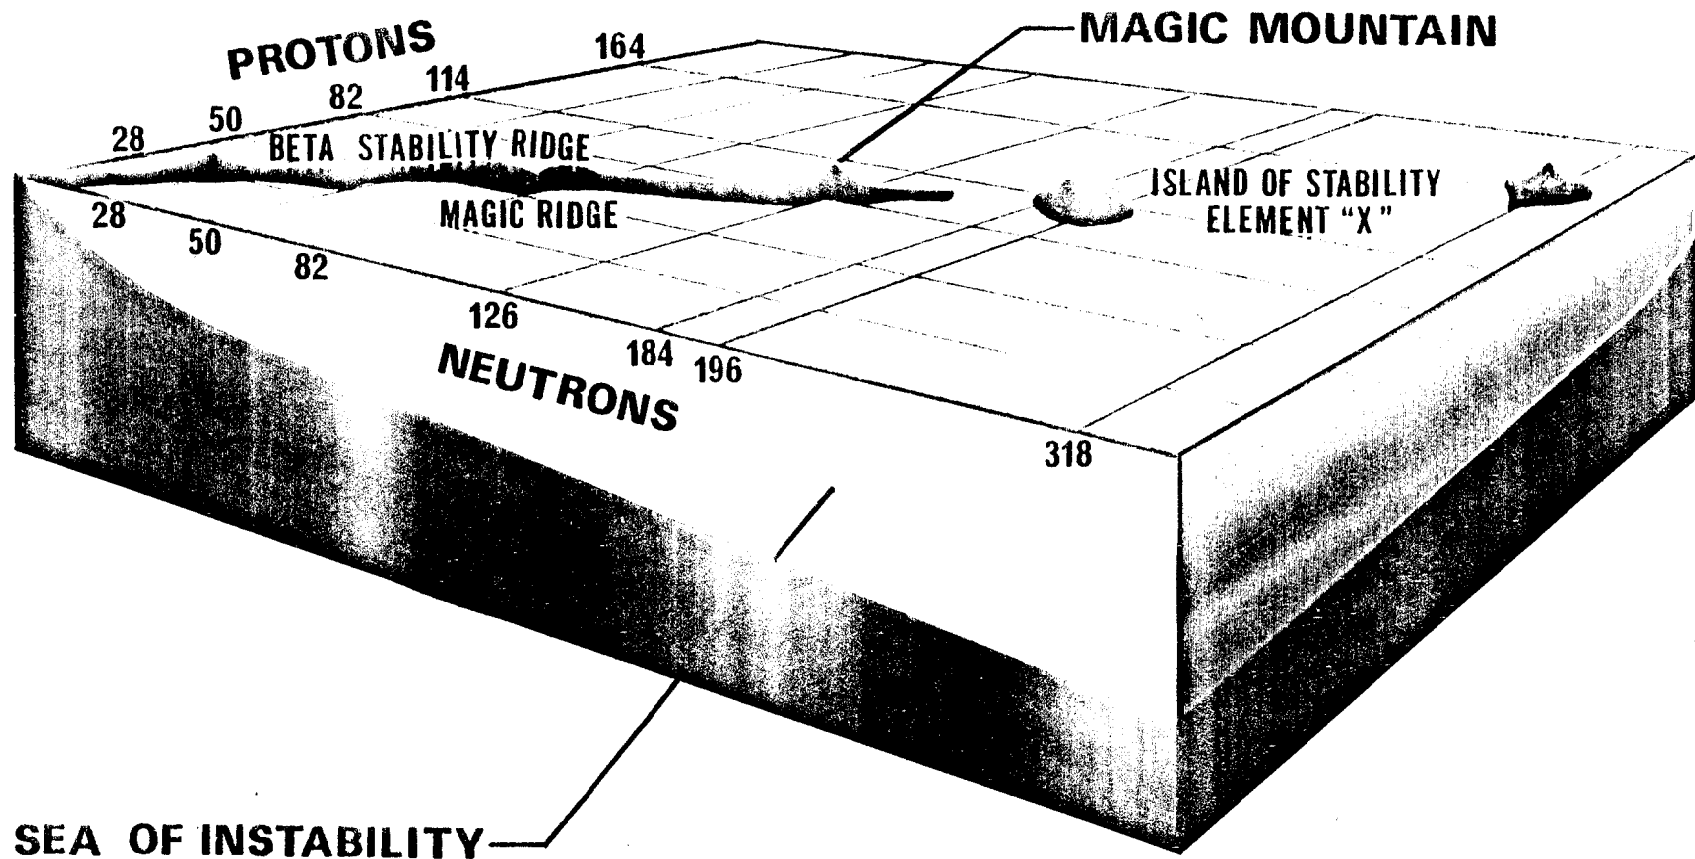 MAGIC MOUNTAIN
PROTONS
164
114
82
50
28
BETA STABILITY RIDGE
ISLAND OF STABILITY
ELEMENT “X”
MAGIC RIDGE
28
50
82
126
184
196
318
NEUTRONS
SEA OF INSTABILITY